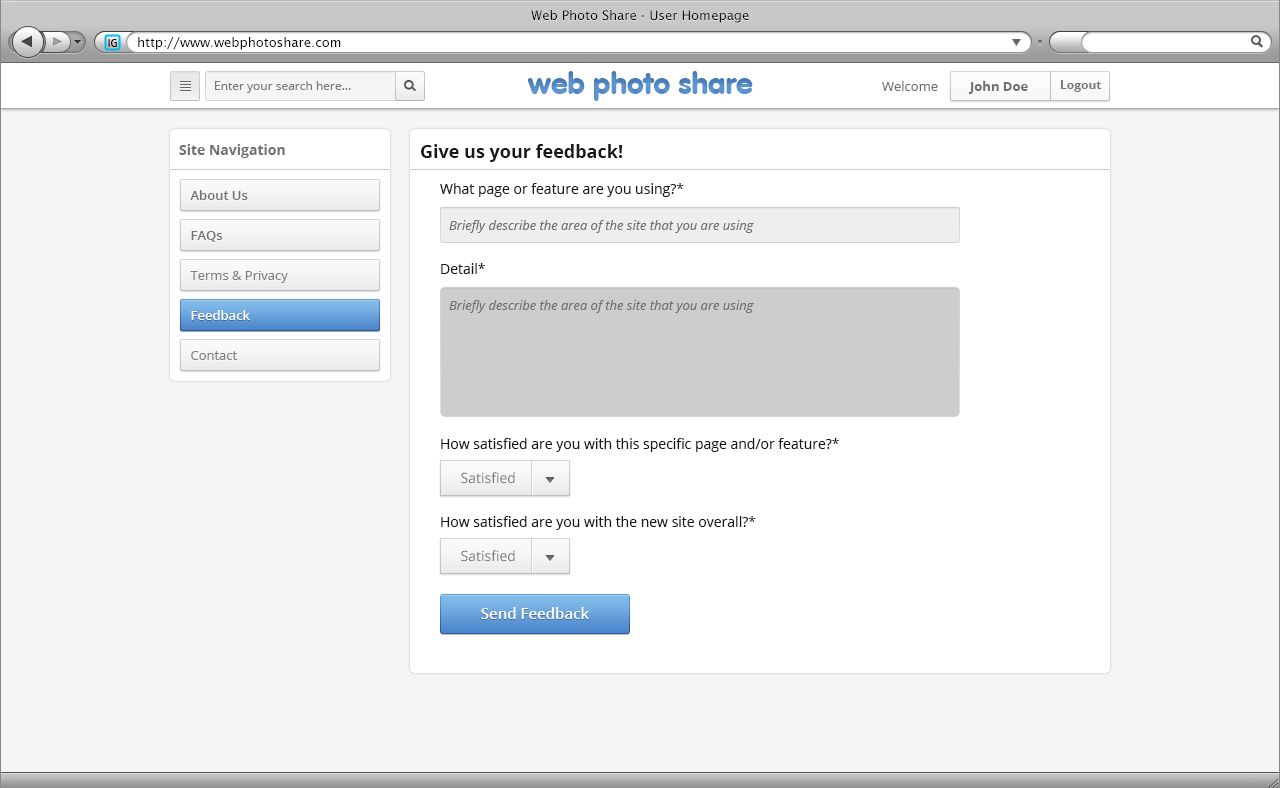 Web Photo Share - User Homepage
IG http://www.webphotoshare.com
Enter your search here...
web photo share
Welcome John Doe Logout
Site Navigation
About Us
FAQs
Terms & Privacy
Feedback
Contact
Give us your feedback!
What page or feature are you using?*
Briefly describe the area of the site that you are using
Detail*
Briefly describe the area of the site that you are using
How satisfied are you with this specific page and/or feature?*
Satisfied
How satisfied are you with the new site overall?*
Satisfied
Send Feedback